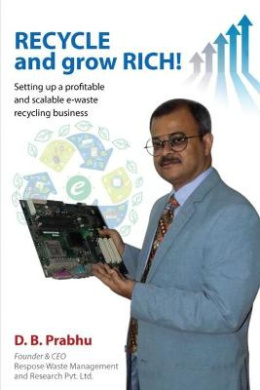 RECYCLE
and grow RICH!
Setting up a profitable
and scalable e-waste
recycling business
e
D. B. Prabhu
Founder & CEO
Respose Waste Management
and Research Pvt. Ltd.